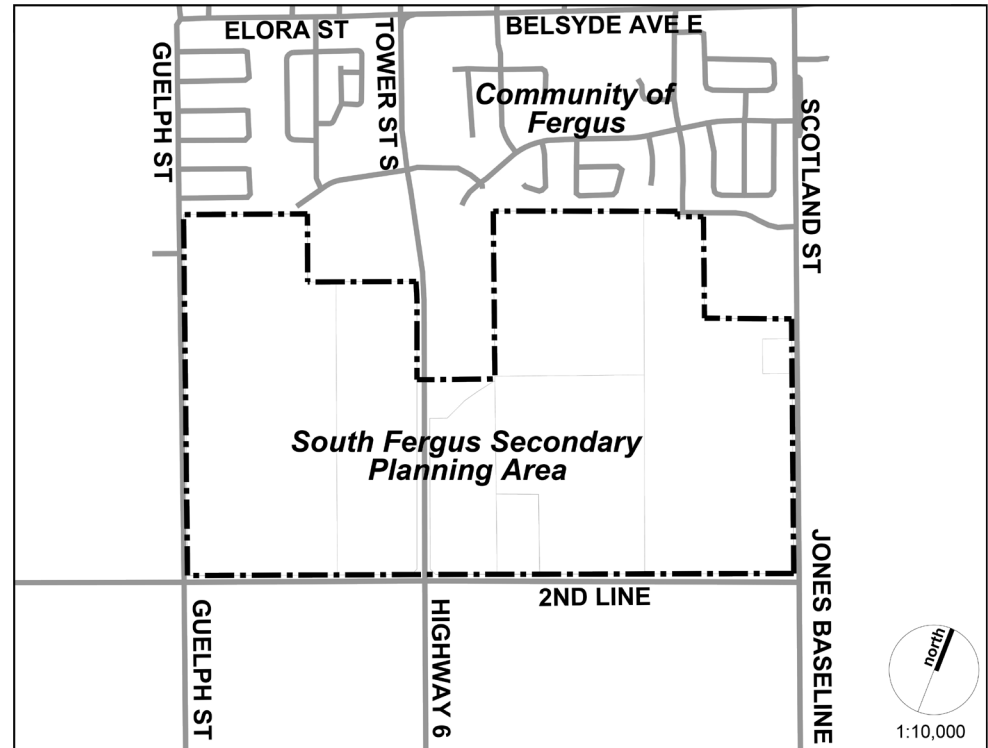 ELORA ST
BELSYDE AVE E
GUELPH ST
TOWER ST S
Community of
Fergus
SCOTLAND ST
South Fergus Secondary
Planning Area
2ND LINE
GUELPH ST
HIGHWAY 6
JONES BASELINE
north
1:10,000